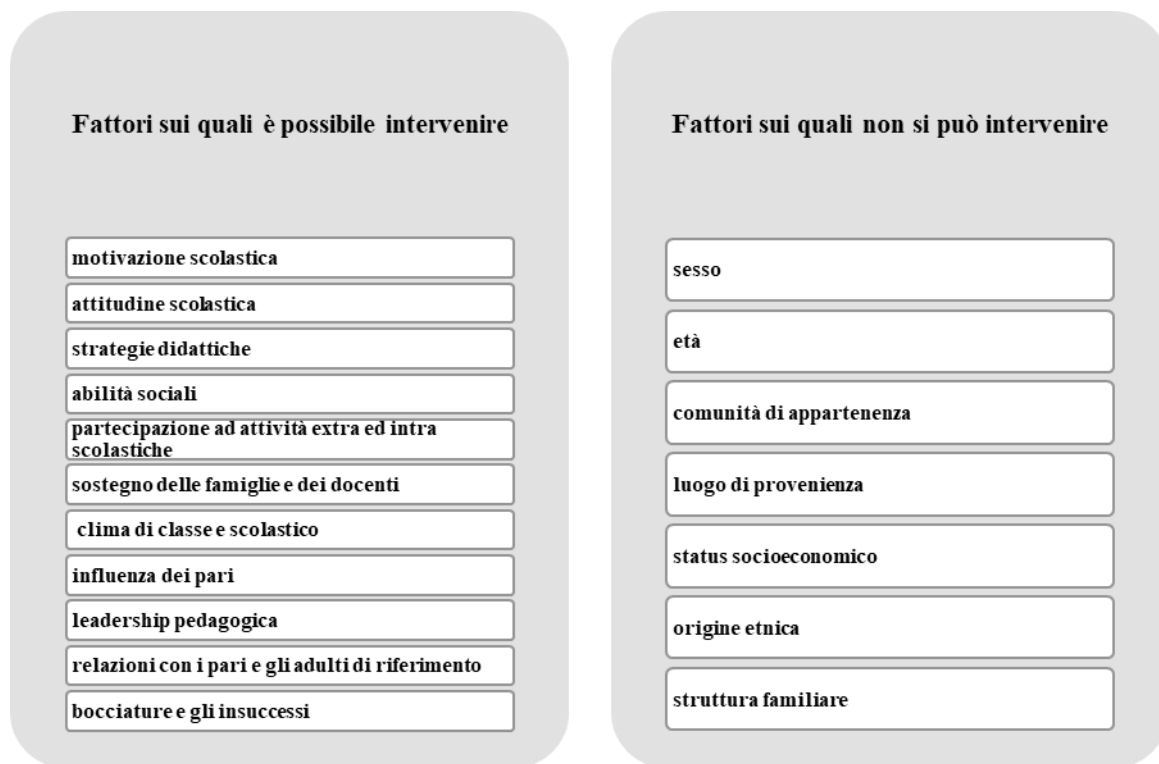 Fattori sui quali è possibile intervenire
motivazione scolastica
attitudine scolastica
strategie didattiche
abilità sociali
partecipazione ad attività extra ed intra
scolastiche
sostegno delle famiglie e dei docenti
clima di classe e scolastico
influenza dei pari
leadership pedagogica
relazioni con i pari e gli adulti di riferimento
bocciature e gli insuccessi
Fattori sui quali non si può intervenire
sesso
età
comunità di appartenenza
luogo di provenienza
status socioeconomico
origine etnica
struttura familiare